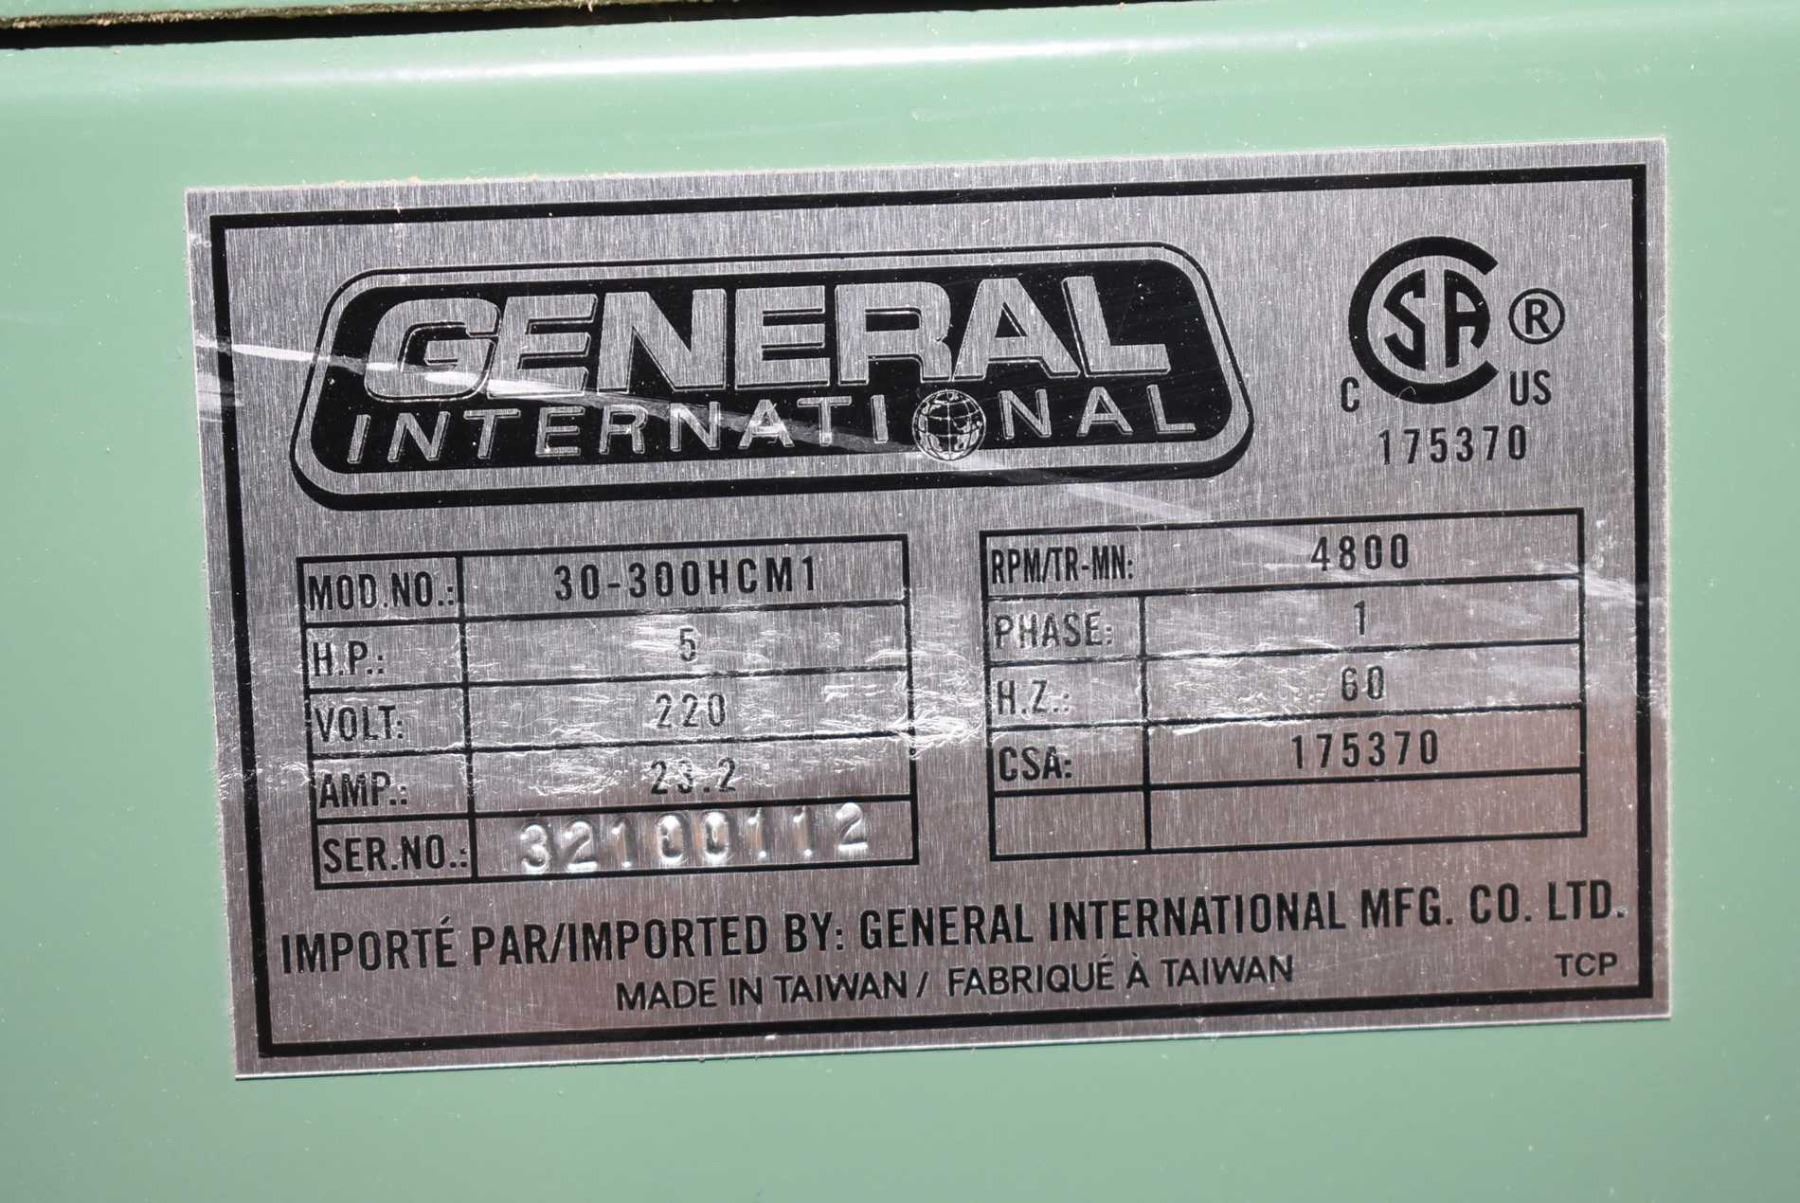 GENERAL
INTERNATIONAL
CSA ®
C US
175370
MOD.NO.: 30-300HCM1
H.P.: 5
VOLT: 220
AMP.: 23.2
SER.NO.: 32100112
RPM/TR-MN: 4800
PHASE: 1
H.Z.: 60
CSA: 175370
IMPORTÉ PAR/IMPORTED BY: GENERAL INTERNATIONAL MFG. CO. LTD.
MADE IN TAIWAN / FABRIQUÉ À TAIWAN
TCP